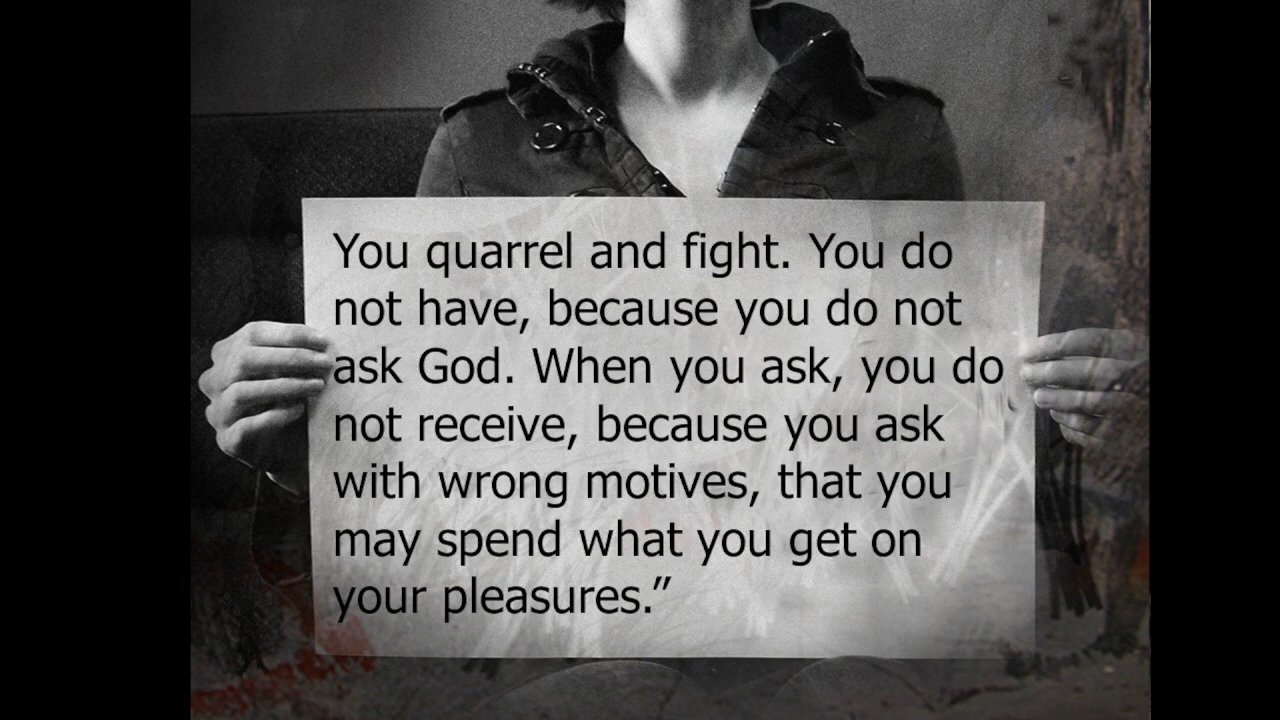 You quarrel and fight. You do
not have, because you do not
ask God. When you ask, you do
not receive, because you ask
with wrong motives, that you
may spend what you get on
your pleasures.”